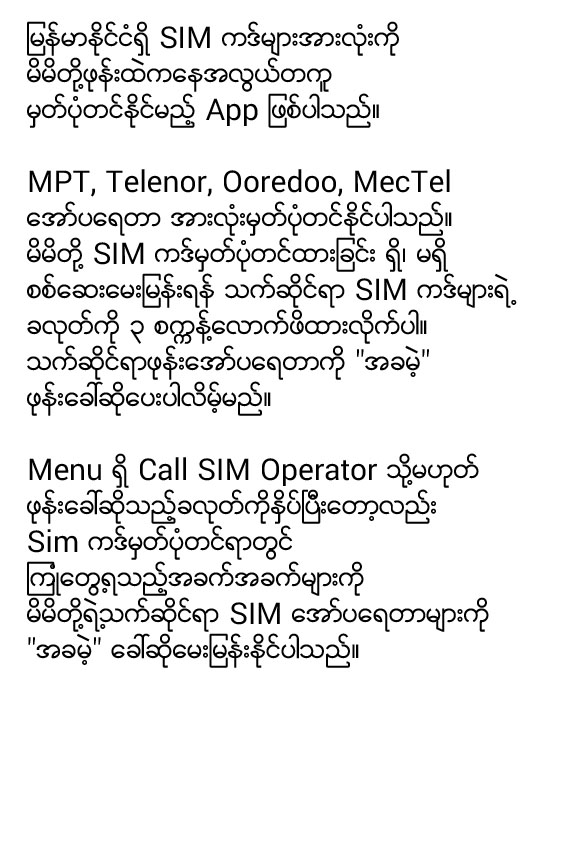 မြန်မာနိုင်ငံရှိ SIM ကဒ်များအားလုံးကို
မိမိတို့ဖုန်းထဲကနေအလွယ်တကူ
မှတ်ပုံတင်နိုင်မည့် App ဖြစ်ပါသည်။
MPT, Telenor, Ooredoo, MecTel
အော်ပရေတာ အားလုံးမှတ်ပုံတင်နိုင်ပါသည်။
မိမိတို့ SIM ကဒ်မှတ်ပုံတင်ထားခြင်း ရှိ၊ မရှိ
စစ်ဆေးမေးမြန်းရန် သက်ဆိုင်ရာ SIM ကဒ်များရဲ့
ခလုတ်ကို ၃ စက္ကန့်လောက်ဖိထားလိုက်ပါ။
သက်ဆိုင်ရာဖုန်းအော်ပရေတာကို "အခမဲ့"
ဖုန်းခေါ်ဆိုပေးပါလိမ့်မည်။
Menu ရှိ Call SIM Operator သို့မဟုတ်
ဖုန်းခေါ်ဆိုသည့်ခလုတ်ကိုနှိပ်ပြီးတော့လည်း
Sim ကဒ်မှတ်ပုံတင်ရာတွင်
ကြုံတွေ့ရသည့်အခက်အခက်များကို
မိမိတို့ရဲ့သက်ဆိုင်ရာ SIM အော်ပရေတာများကို
"အခမဲ့" ခေါ်ဆိုမေးမြန်းနိုင်ပါသည်။